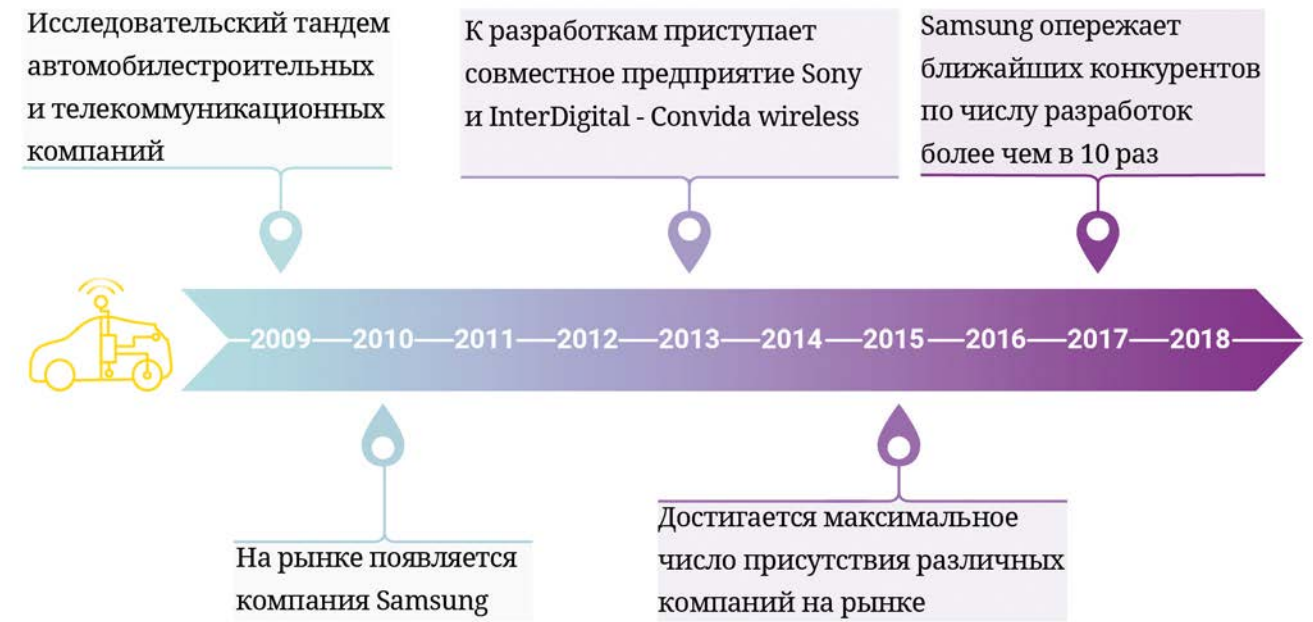 Исследовательский тандем
автомобилестроительных
и телекоммуникационных
компаний
К разработкам приступает
совместное предприятие Sony
и InterDigital - Convida wireless
Samsung опережает
ближайших конкурентов
по числу разработок
более чем в 10 раз
2009 2010 2011 2012 2013 2014 2015 2016 2017 2018
На рынке появляется
компания Samsung
Достигается максимальное
число присутствия различных
компаний на рынке